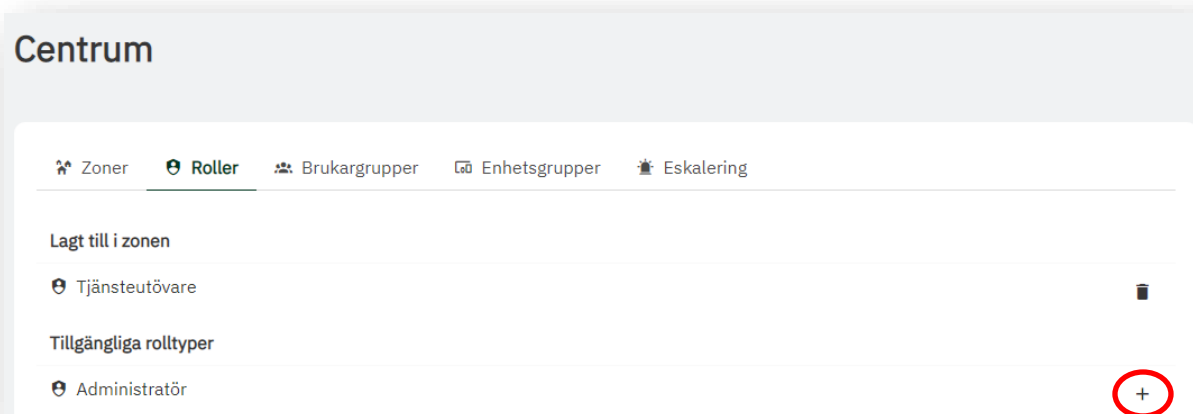 Centrum
Zoner Roller Brukargrupper Enhetsgrupper Eskalering
Lagt till i zonen
Tjänsteutövare
Tillgängliga rolltyper
Administratör